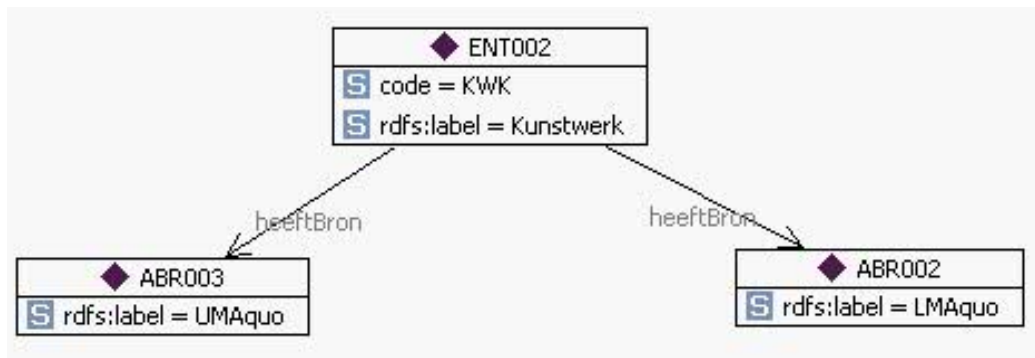 ENT002
S code = KWK
S rdfs:label = Kunstwerk
heeftBron
heeftBron
ABR003
S rdfs:label = UMAquo
ABR002
S rdfs:label = LMAquo